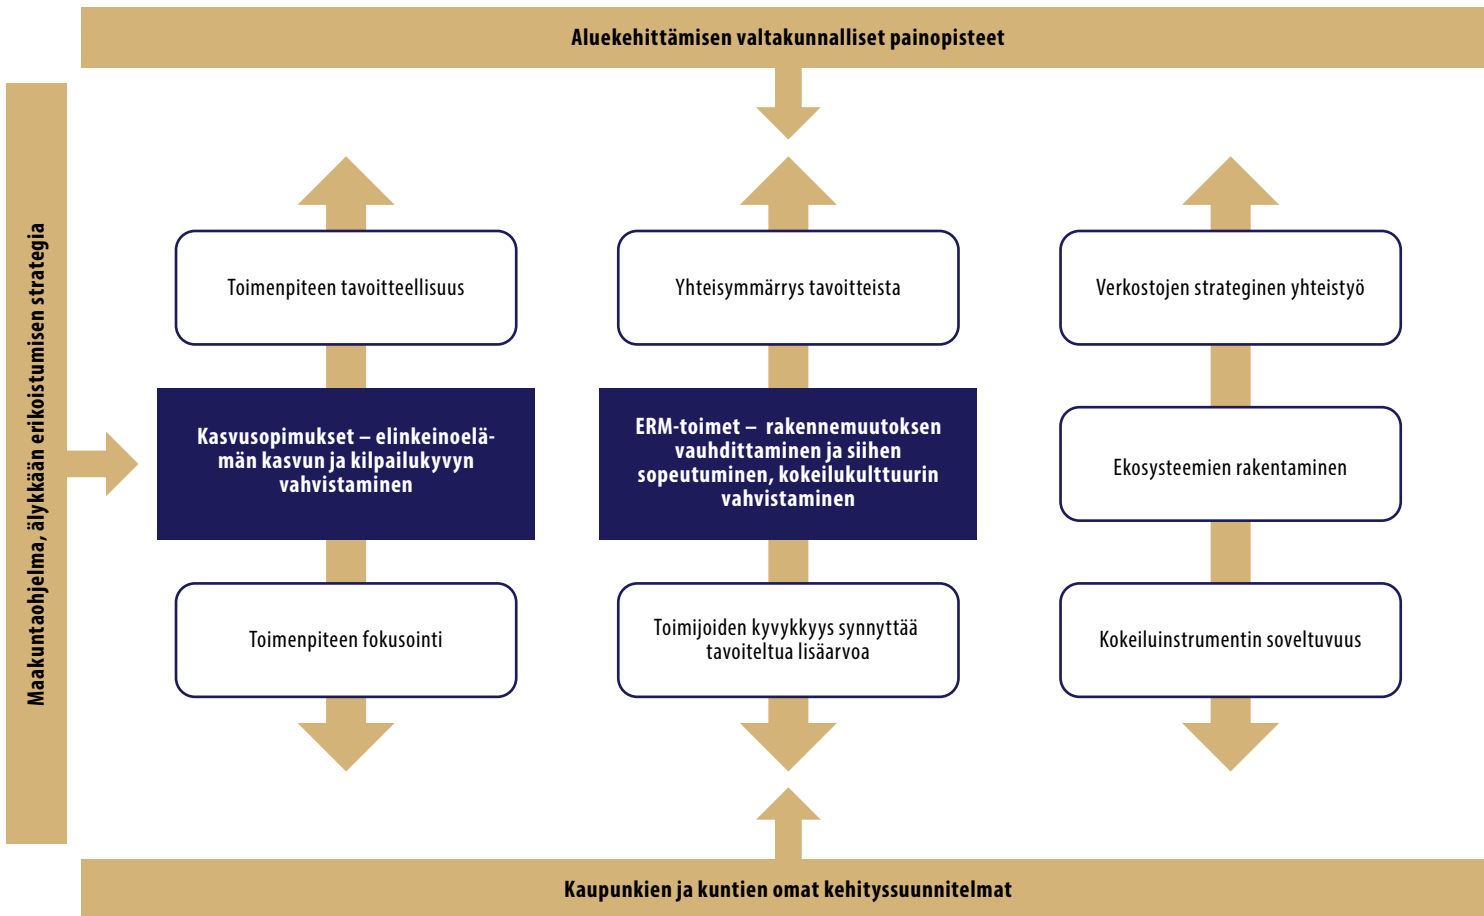 Aluekehittämisen valtakunnalliset painopisteet
Maakuntaohjelma, älykkään erikoistumisen strategia
Toimenpiteen tavoitteellisuus
Yhteisymmärrys tavoitteista
Verkostojen strateginen yhteistyö
Kasvusopimukset – elinkeinoelä-
män kasvun ja kilpailukyvyn
vahvistaminen
ERM-toimet – rakennemuutoksen
vauhdittaminen ja siihen
sopeutuminen, kokeilukulttuurin
vahvistaminen
Ekosysteemien rakentaminen
Toimenpiteen fokusointi
Toimijoiden kyvykkyys synnyttää
tavoiteltua lisäarvoa
Kokeiluinstrumentin soveltuvuus
Kaupunkien ja kuntien omat kehityssuunnitelmat